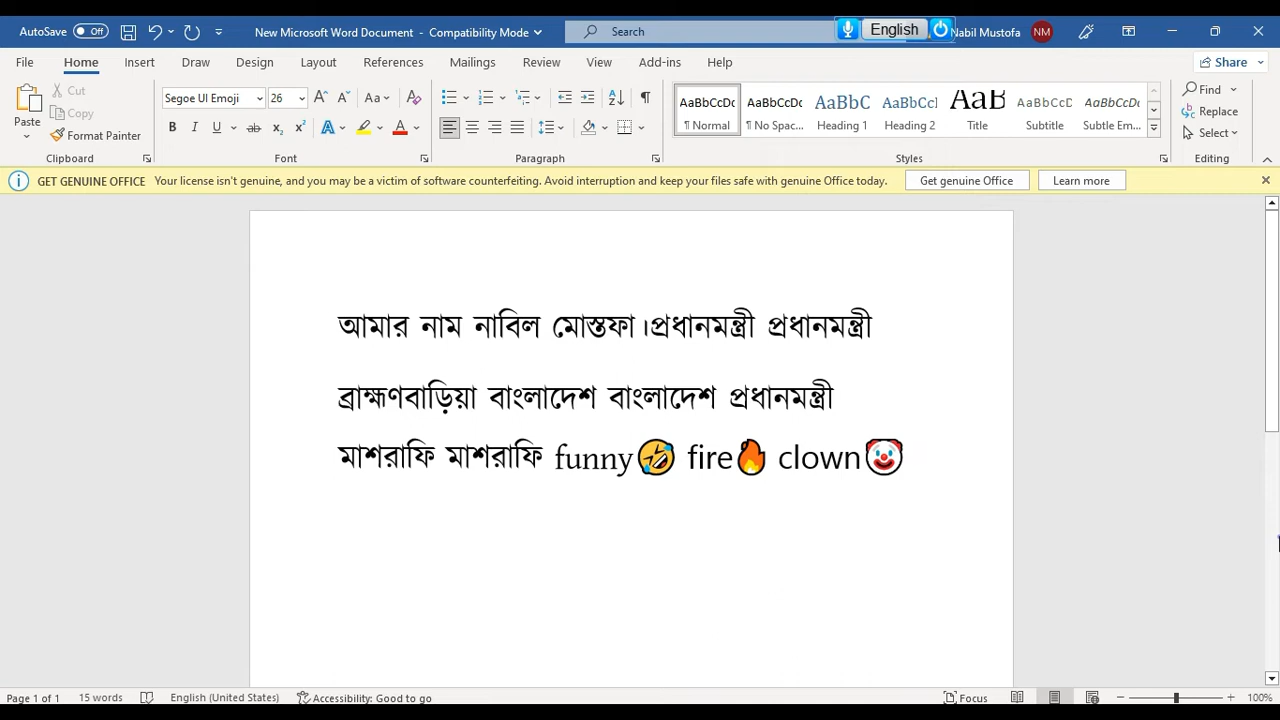 AutoSave Off New Microsoft Word Document - Compatibility Mode Search English Nabil Mustofa NM
File Home Insert Draw Design Layout References Mailings Review View Add-ins Help Share
Paste Cut Copy Format Painter
Segoe UI Emoji 26
AaBbCcDc AaBbCcDc AaBbC AaBbCcI AaB AaBbCcD AaBbCcDc
¶ Normal ¶ No Spac... Heading 1 Heading 2 Title Subtitle Subtle Em...
Find Replace Select
Clipboard Font Paragraph Styles Editing
GET GENUINE OFFICE Your license isn't genuine, and you may be a victim of software counterfeiting. Avoid interruption and keep your files safe with genuine Office today. Get genuine Office Learn more
আমার নাম নাবিল মোস্তফা।প্রধানমন্ত্রী প্রধানমন্ত্রী
ব্রাহ্মণবাড়িয়া বাংলাদেশ বাংলাদেশ প্রধানমন্ত্রী
মাশরাফি মাশরাফি funny🤣 fire🔥 clown🤡
Page 1 of 1 15 words English (United States) Accessibility: Good to go Focus 100%